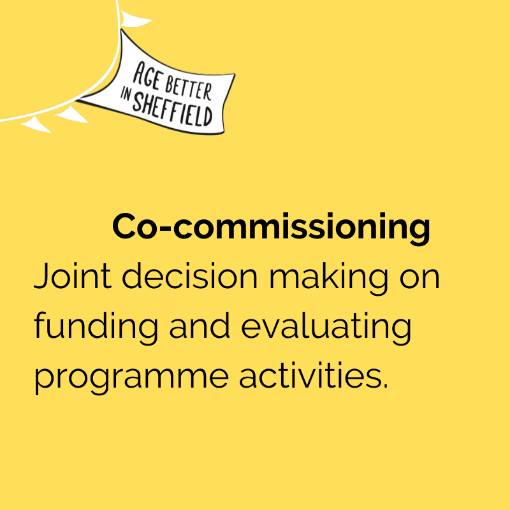 AGE BETTER
IN SHEFFIELD
Co-commissioning
Joint decision making on
funding and evaluating
programme activities.